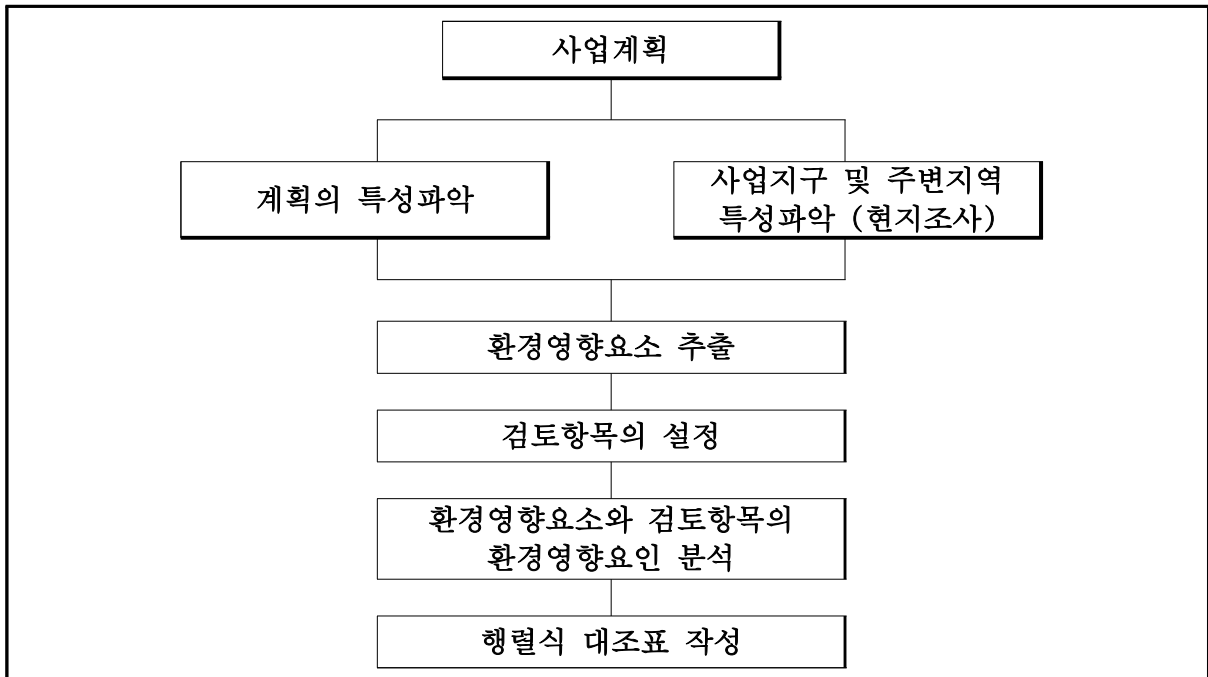 사업계획
계획의 특성파악
사업지구 및 주변지역
특성파악 (현지조사)
환경영향요소 추출
검토항목의 설정
환경영향요소와 검토항목의
환경영향요인 분석
행렬식 대조표 작성